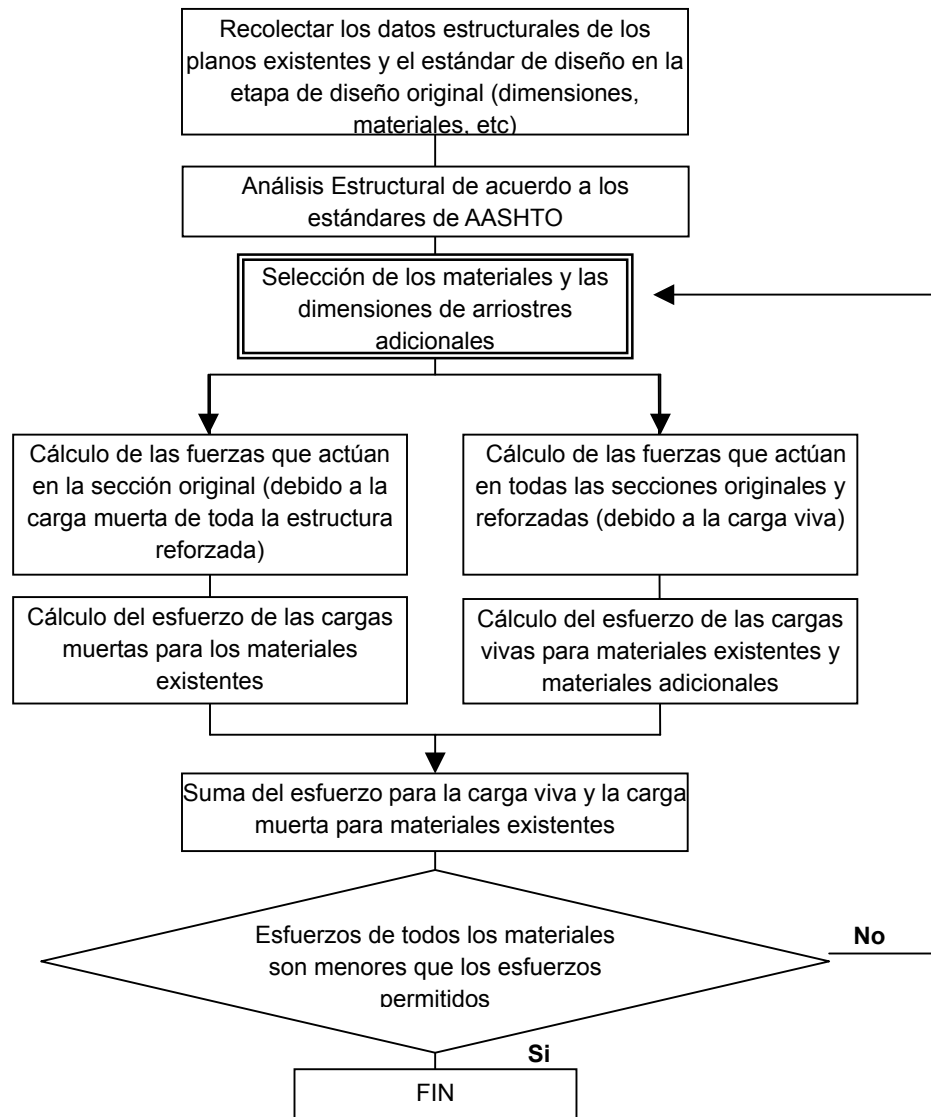 Recolectar los datos estructurales de los
planos existentes y el estándar de diseño en la
etapa de diseño original (dimensiones,
materiales, etc)
Análisis Estructural de acuerdo a los
estándares de AASHTO
Selección de los materiales y las
dimensiones de arriostres
adicionales
Cálculo de las fuerzas que actúan
en la sección original (debido a la
carga muerta de toda la estructura
reforzada)
Cálculo de las fuerzas que actúan
en todas las secciones originales y
reforzadas (debido a la carga viva)
Cálculo del esfuerzo de las cargas
muertas para los materiales
existentes
Cálculo del esfuerzo de las cargas
vivas para materiales existentes y
materiales adicionales
Suma del esfuerzo para la carga viva y la carga
muerta para materiales existentes
Esfuerzos de todos los materiales
son menores que los esfuerzos
permitidos
No
Si
FIN